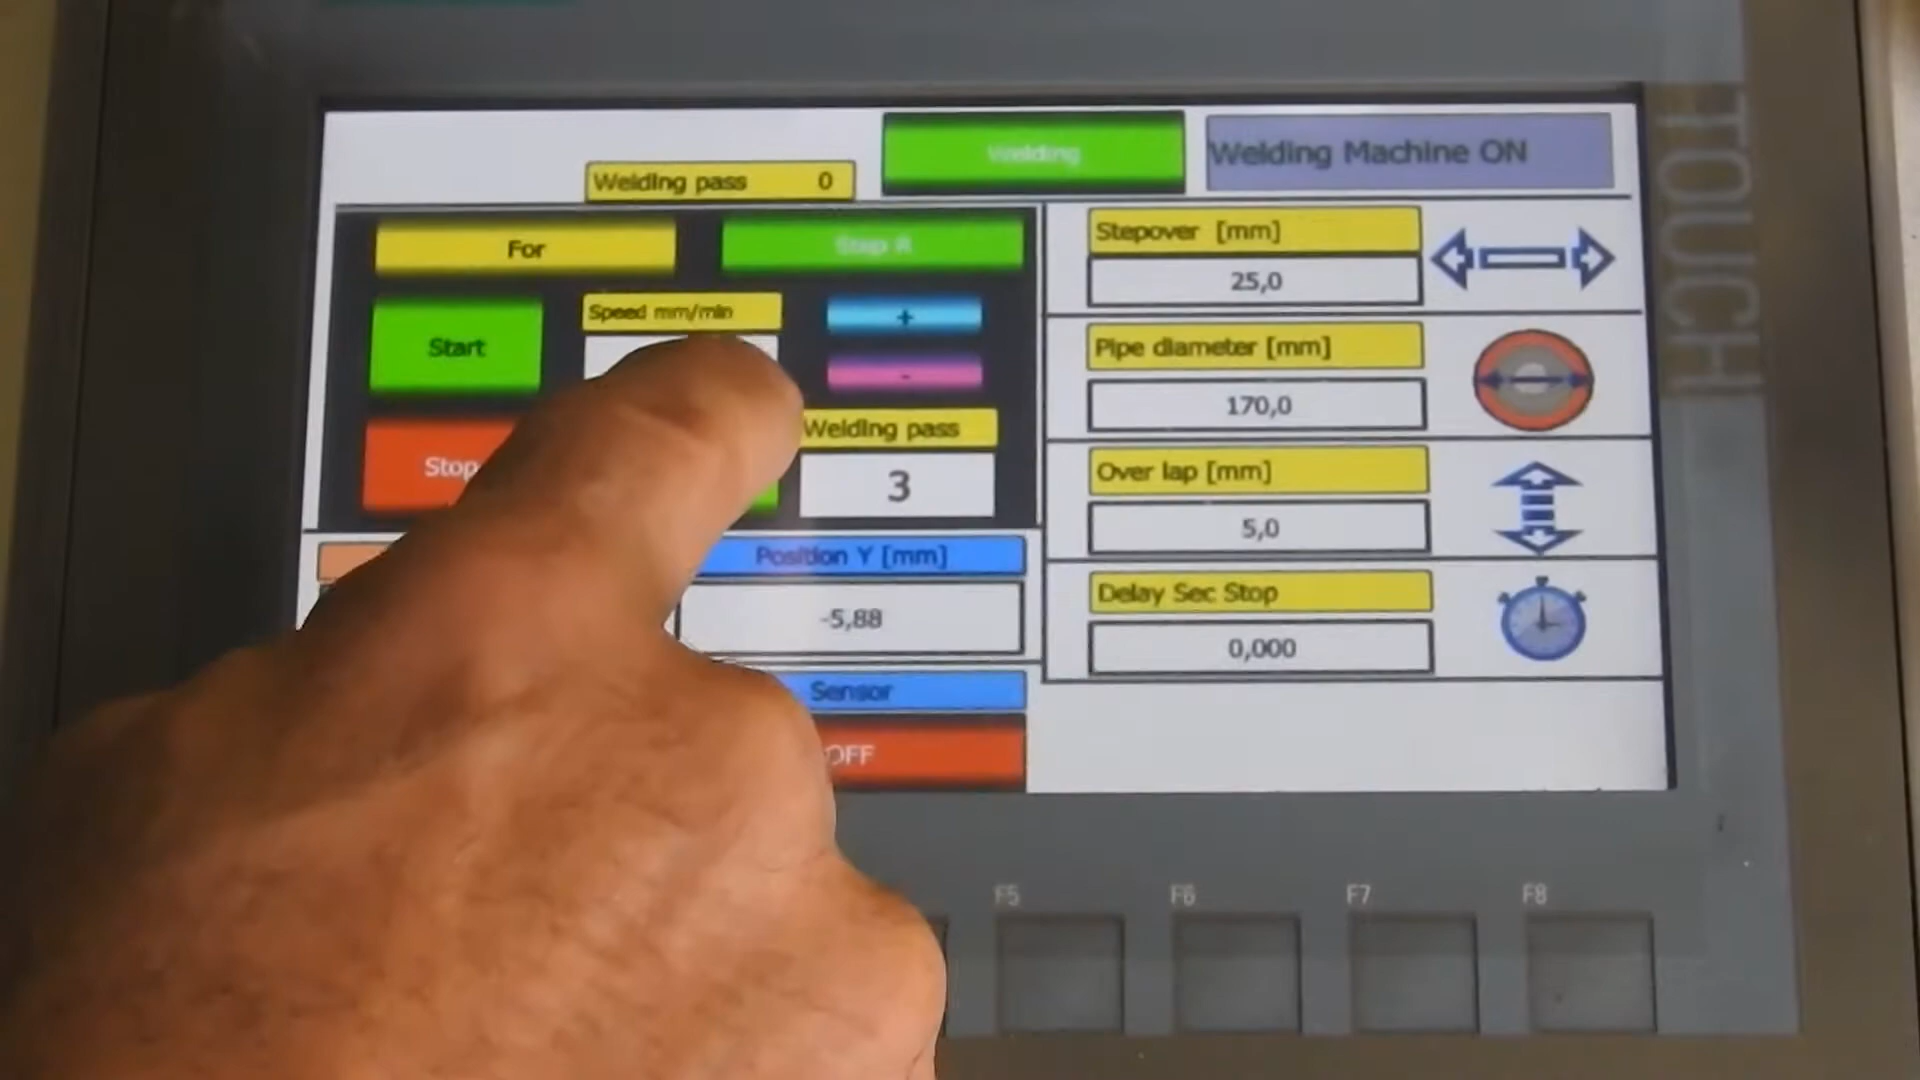 Welding
Welding Machine ON
Welding pass 0
For
Step R
Stepover [mm]
25,0
Start
Speed mm/min
+
-
Pipe diameter [mm]
170,0
Stop
Welding pass
3
Over lap [mm]
5,0
Position Y [mm]
-5,88
Delay Sec Stop
0,000
Sensor
OFF
TOUCH
F5
F6
F7
F8